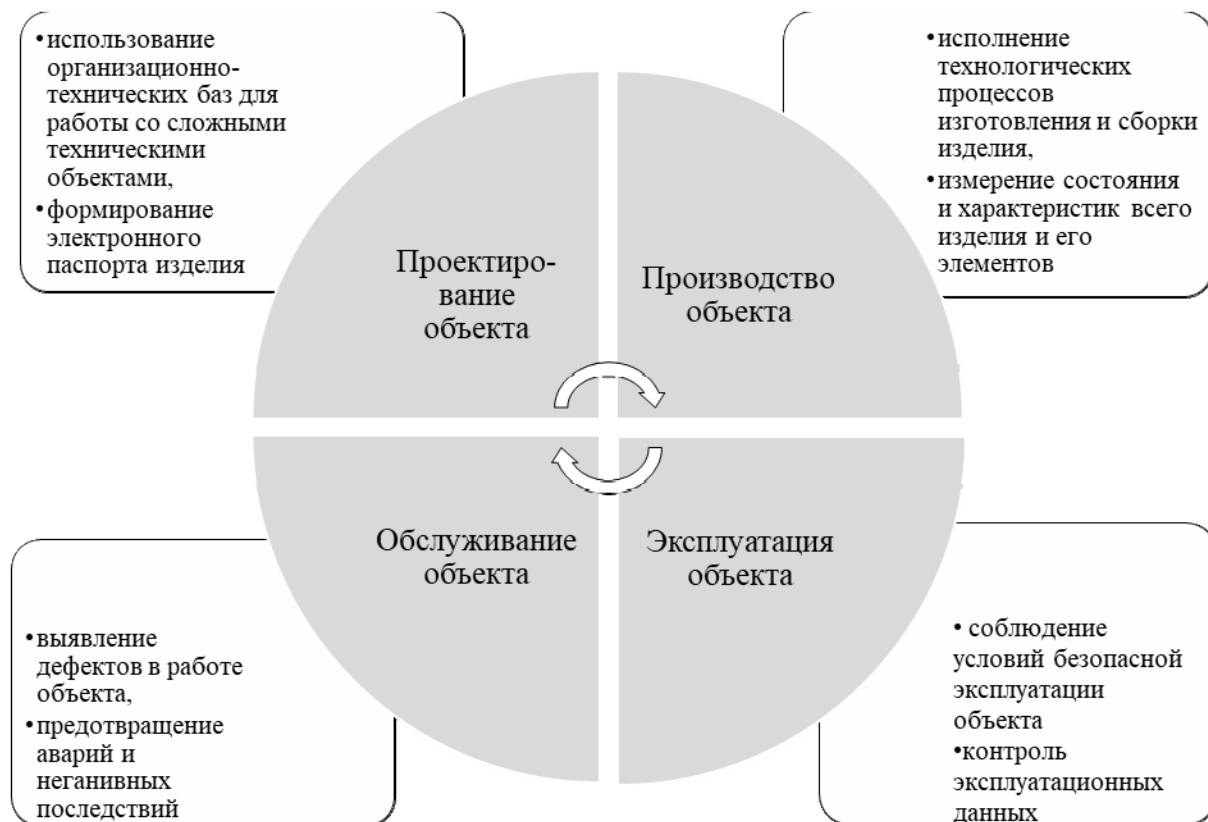 •использование
организационно-
технических баз для
работы со сложными
техническими
объектами,
•формирование
электронного
паспорта изделия
•исполнение
технологических
процессов
изготовления и сборки
изделия,
•измерение состояния
и характеристик всего
изделия и его
элементов
Проектиро-
вание
объекта
Производство
объекта
Обслуживание
объекта
Эксплуатация
объекта
•выявление
дефектов в работе
объекта,
•предотвращение
аварий и
неганивных
последствий
• соблюдение
условий безопасной
эксплуатации
объекта
•контроль
эксплуатационных
данных